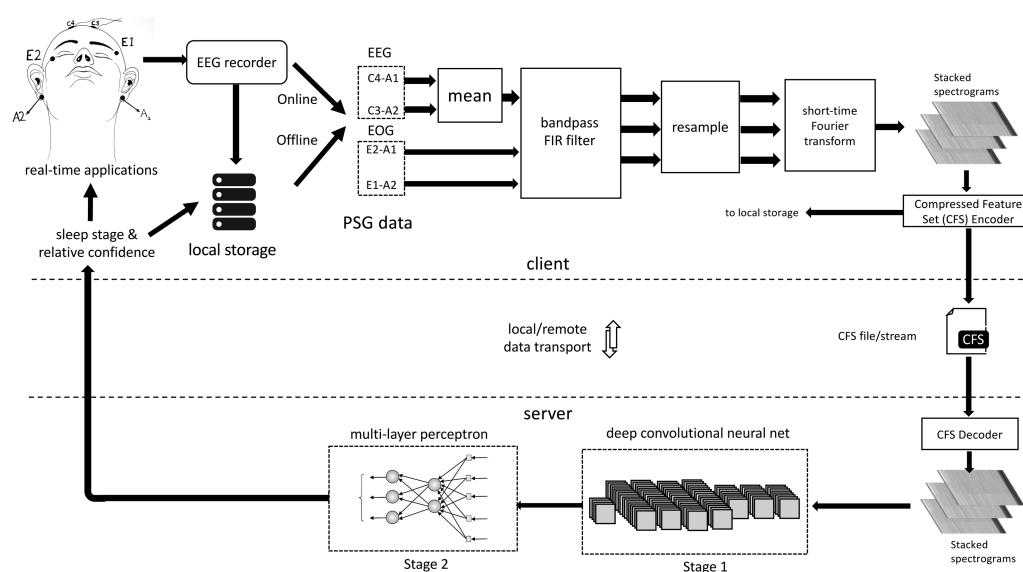 C4 C3
E2
E1
A2
A1
real-time applications
EEG recorder
Online
Offline
local storage
sleep stage &
relative confidence
EEG
C4-A1
C3-A2
EOG
E2-A1
E1-A2
PSG data
mean
bandpass
FIR filter
resample
short-time
Fourier
transform
Stacked
spectrograms
to local storage
Compressed Feature
Set (CFS) Encoder
client
local/remote
data transport
CFS file/stream
CFS
server
multi-layer perceptron
deep convolutional neural net
CFS Decoder
Stage 2
Stage 1
Stacked
spectrograms